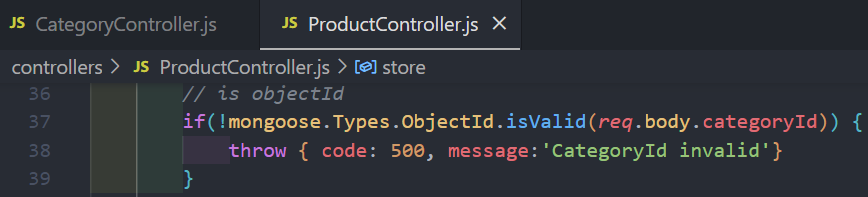 JS CategoryController.js JS ProductController.js ×
controllers > JS ProductController.js > store
36 // is objectId
37 if(!mongoose.Types.ObjectId.isValid(req.body.categoryId)) {
38 throw { code: 500, message:'CategoryId invalid'}
39 }